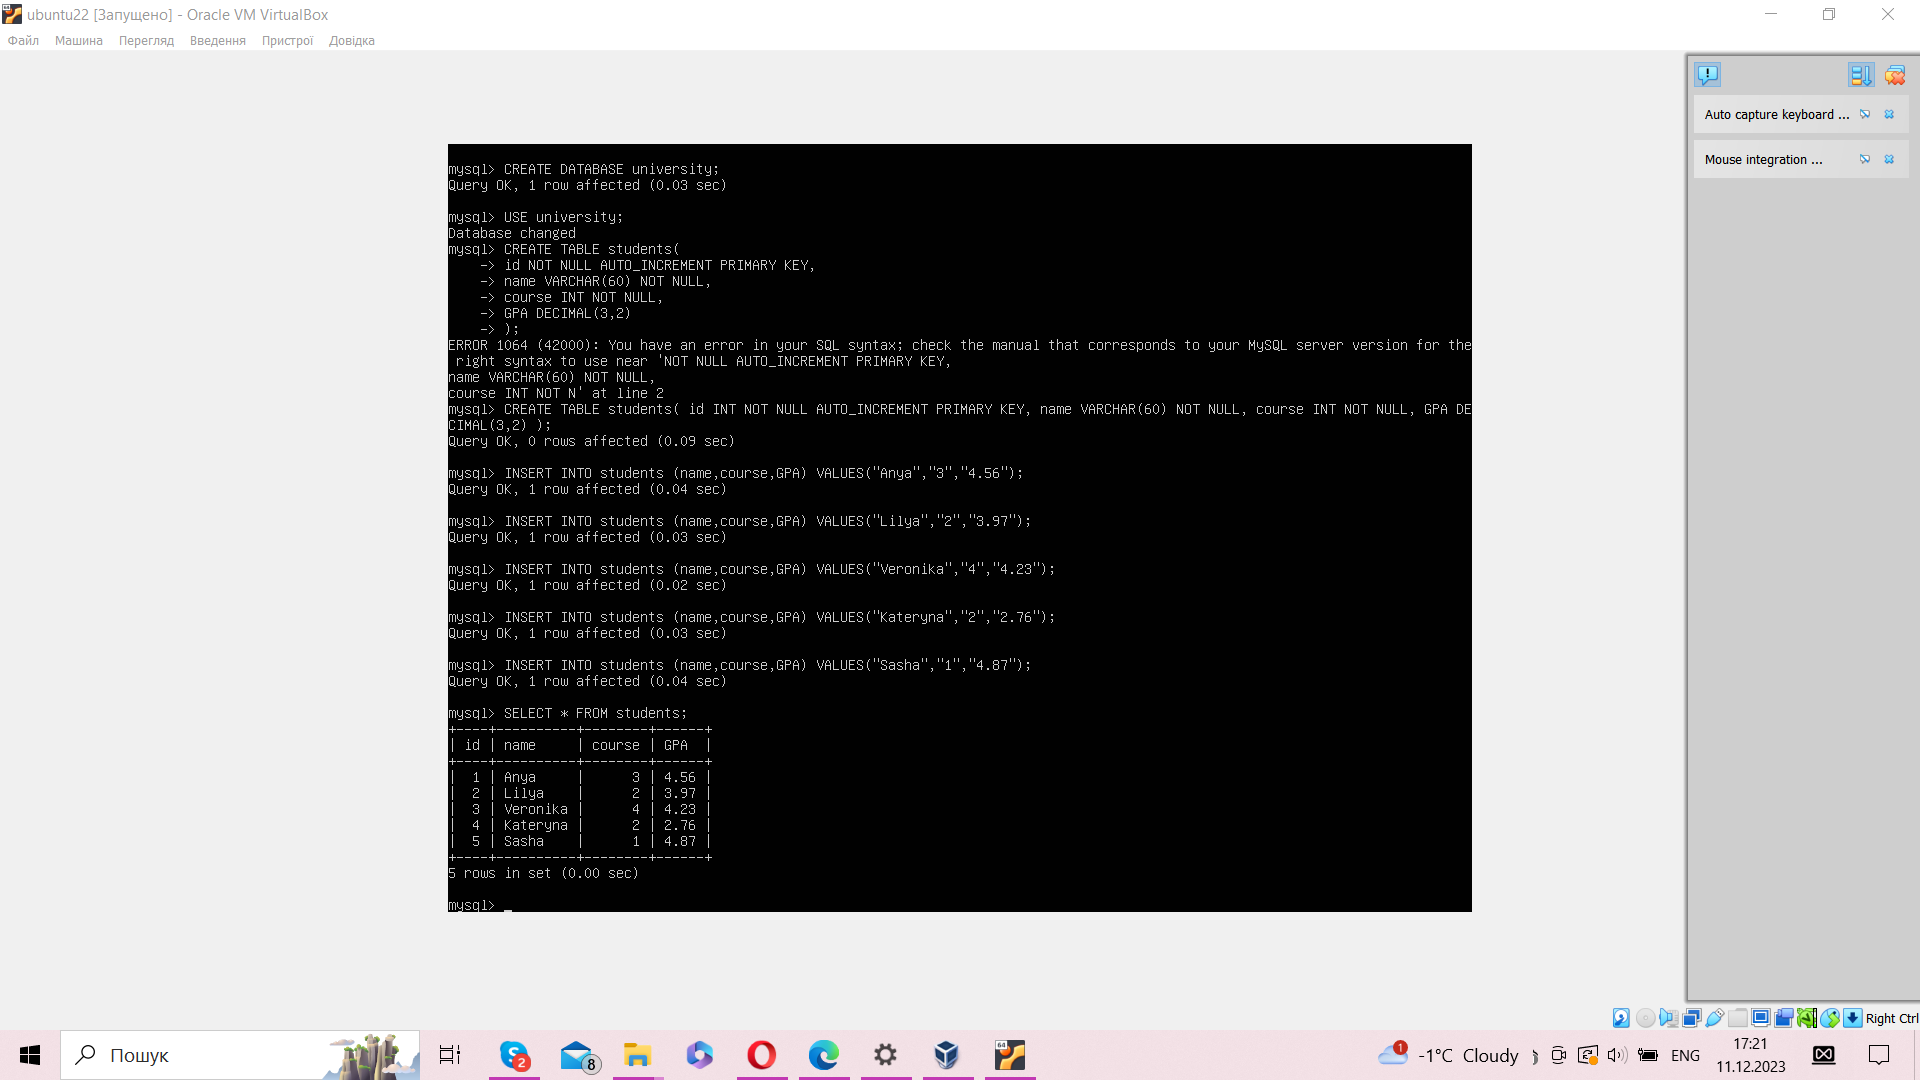 ubuntu22 [Запущено] - Oracle VM VirtualBox
Файл Машина Перегляд Введення Пристрої Довідка
Auto capture keyboard ...
Mouse integration ...
mysql> CREATE DATABASE university;
Query OK, 1 row affected (0.03 sec)
mysql> USE university;
Database changed
mysql> CREATE TABLE students(
-> id NOT NULL AUTO_INCREMENT PRIMARY KEY,
-> name VARCHAR(60) NOT NULL,
-> course INT NOT NULL,
-> GPA DECIMAL(3,2)
-> );
ERROR 1064 (42000): You have an error in your SQL syntax; check the manual that corresponds to your MySQL server version for the
right syntax to use near 'NOT NULL AUTO_INCREMENT PRIMARY KEY,
name VARCHAR(60) NOT NULL,
course INT NOT N' at line 2
mysql> CREATE TABLE students( id INT NOT NULL AUTO_INCREMENT PRIMARY KEY, name VARCHAR(60) NOT NULL, course INT NOT NULL, GPA DE
CIMAL(3,2) );
Query OK, 0 rows affected (0.09 sec)
mysql> INSERT INTO students (name,course,GPA) VALUES("Anya","3","4.56");
Query OK, 1 row affected (0.04 sec)
mysql> INSERT INTO students (name,course,GPA) VALUES("Lilya","2","3.97");
Query OK, 1 row affected (0.03 sec)
mysql> INSERT INTO students (name,course,GPA) VALUES("Veronika","4","4.23");
Query OK, 1 row affected (0.02 sec)
mysql> INSERT INTO students (name,course,GPA) VALUES("Kateryna","2","2.76");
Query OK, 1 row affected (0.03 sec)
mysql> INSERT INTO students (name,course,GPA) VALUES("Sasha","1","4.87");
Query OK, 1 row affected (0.04 sec)
mysql> SELECT * FROM students;
+----+----------+--------+------+
| id | name     | course | GPA  |
+----+----------+--------+------+
|  1 | Anya     |      3 | 4.56 |
|  2 | Lilya    |      2 | 3.97 |
|  3 | Veronika |      4 | 4.23 |
|  4 | Kateryna |      2 | 2.76 |
|  5 | Sasha    |      1 | 4.87 |
+----+----------+--------+------+
5 rows in set (0.00 sec)
mysql> _
Right Ctrl
Пошук
2
8
64
1
-1°C Cloudy
ENG
17:21
11.12.2023